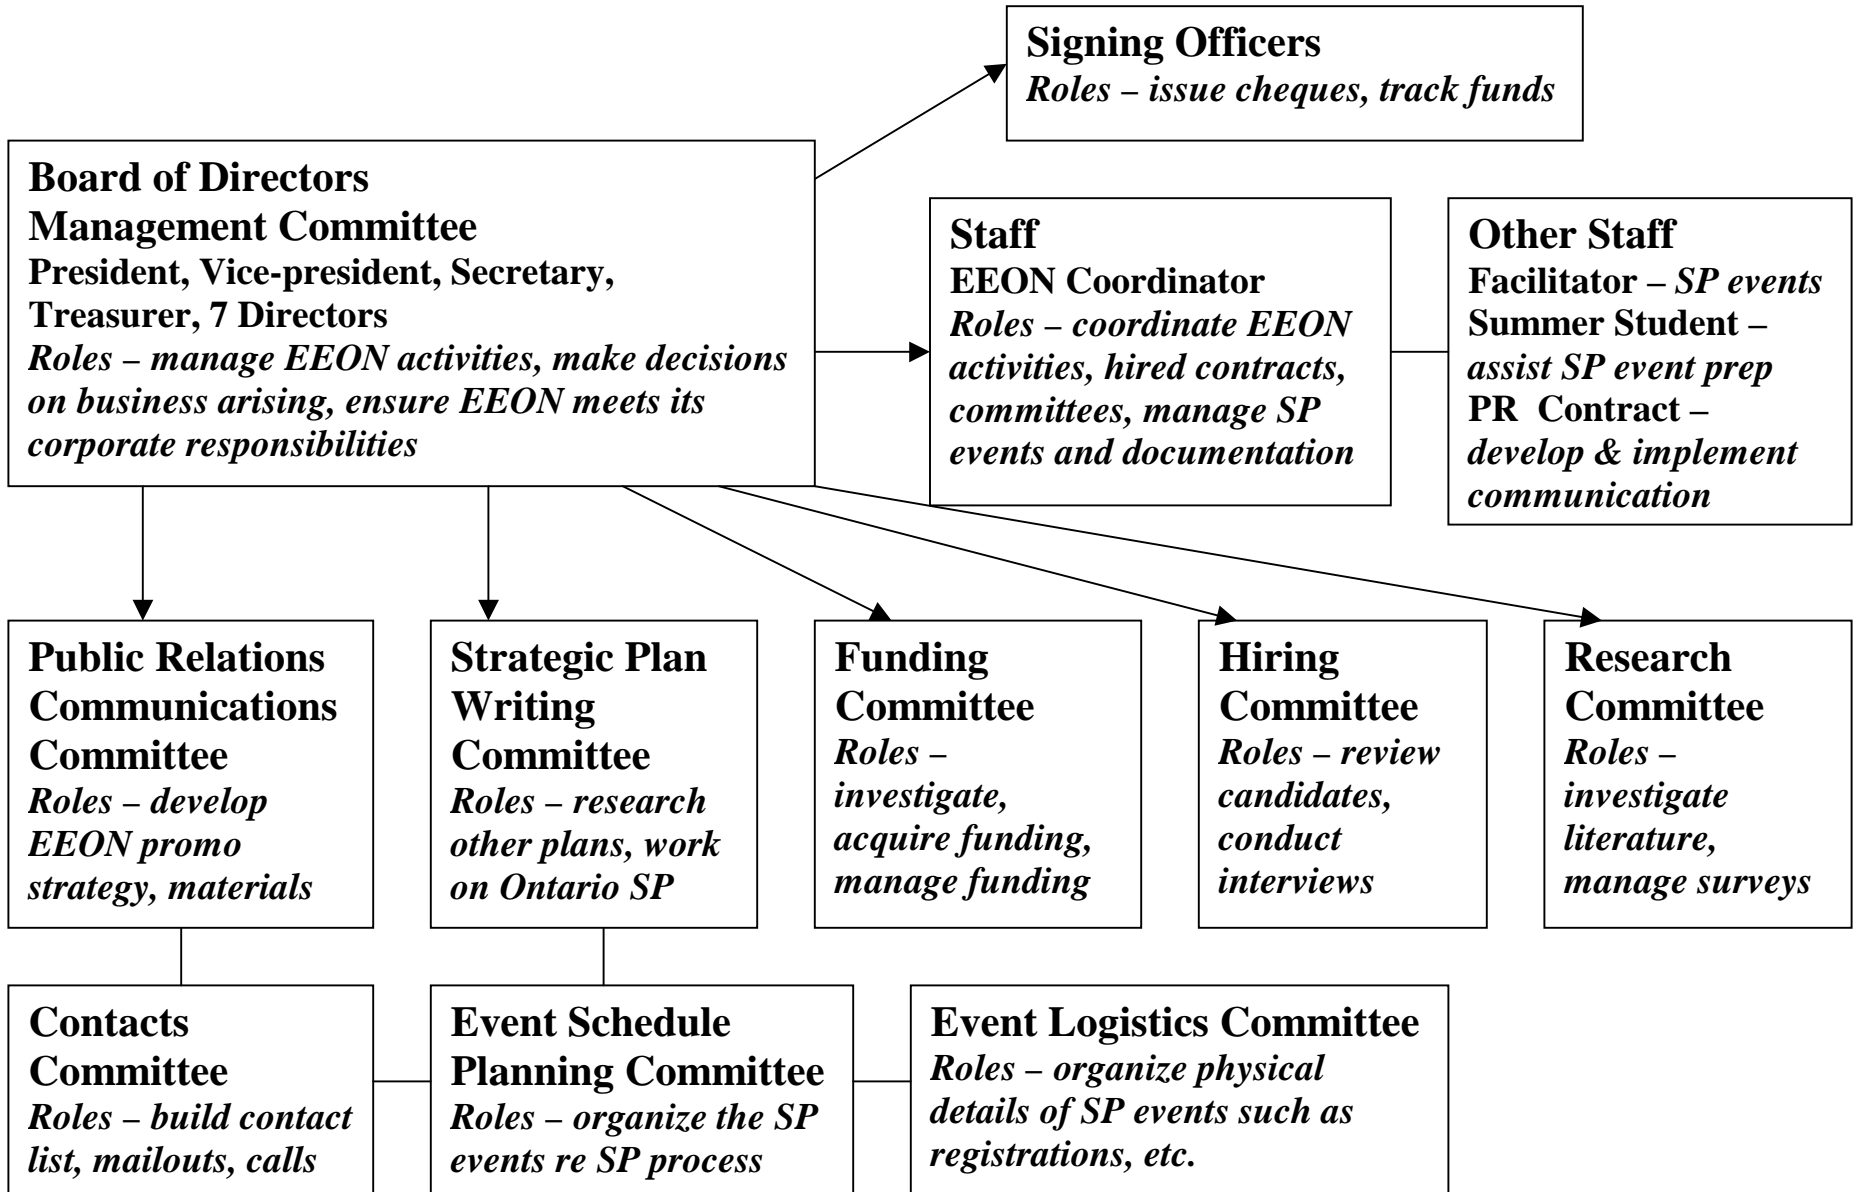 Signing Officers
Roles – issue cheques, track funds
Board of Directors
Management Committee
President, Vice-president, Secretary,
Treasurer, 7 Directors
Roles – manage EEON activities, make decisions
on business arising, ensure EEON meets its
corporate responsibilities
Staff
EEON Coordinator
Roles – coordinate EEON
activities, hired contracts,
committees, manage SP
events and documentation
Other Staff
Facilitator – SP events
Summer Student –
assist SP event prep
PR  Contract –
develop & implement
communication
Public Relations
Communications
Committee
Roles – develop
EEON promo
strategy, materials
Strategic Plan
Writing
Committee
Roles – research
other plans, work
on Ontario SP
Funding
Committee
Roles –
investigate,
acquire funding,
manage funding
Hiring
Committee
Roles – review
candidates,
conduct
interviews
Research
Committee
Roles –
investigate
literature,
manage surveys
Contacts
Committee
Roles – build contact
list, mailouts, calls
Event Schedule
Planning Committee
Roles – organize the SP
events re SP process
Event Logistics Committee
Roles – organize physical
details of SP events such as
registrations, etc.